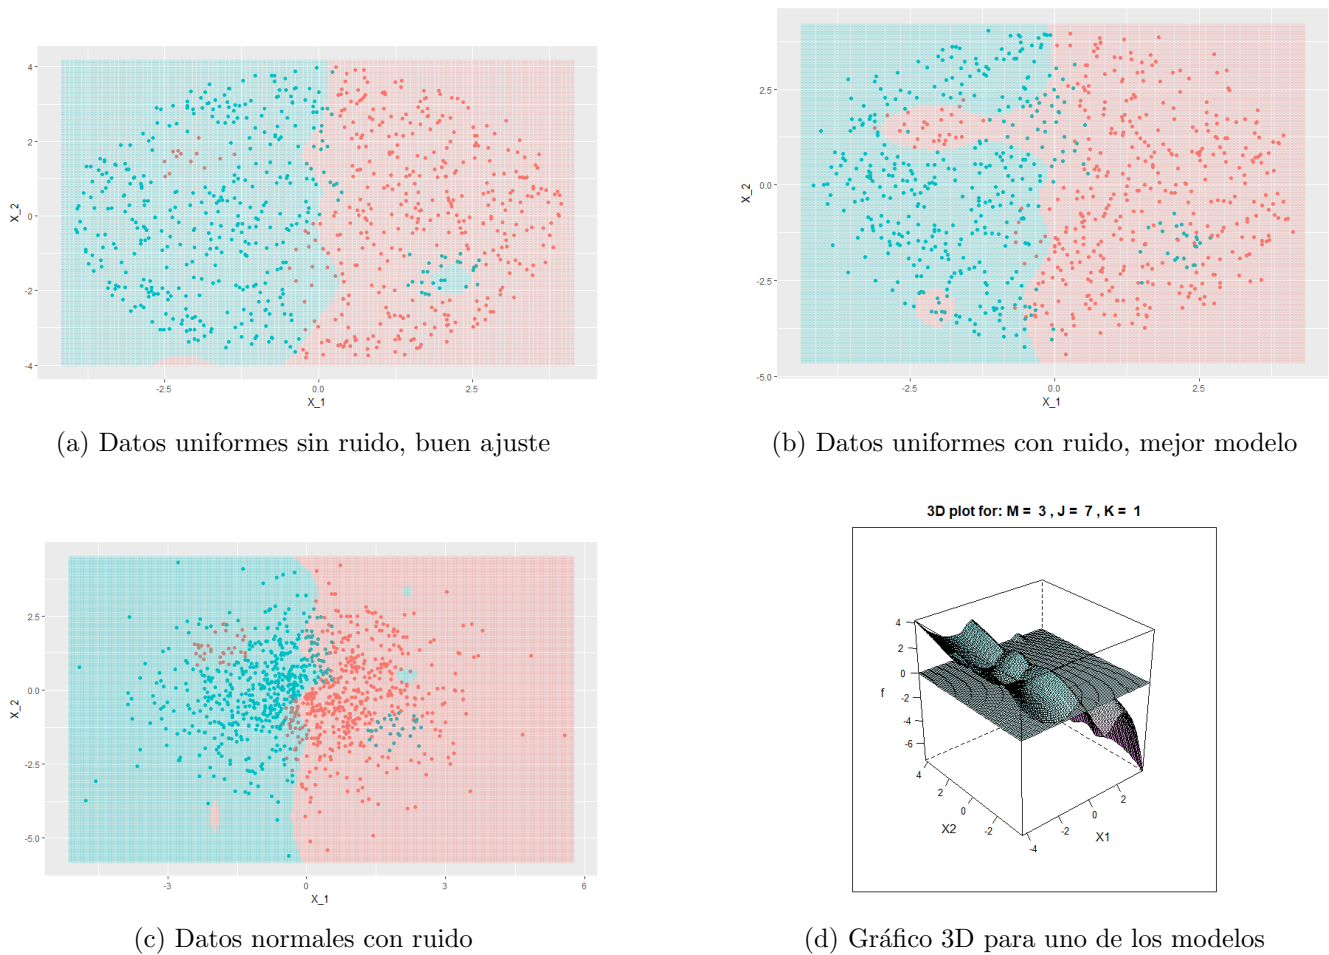 4
2
0
-2
-4
X_2
-2.5
0.0
2.5
X_1
(a) Datos uniformes sin ruido, buen ajuste
2.5
0.0
-2.5
-5.0
X_2
-2.5
0.0
2.5
X_1
(b) Datos uniformes con ruido, mejor modelo
2.5
0.0
-2.5
-5.0
X_2
-3
0
3
6
X_1
(c) Datos normales con ruido
3D plot for: M = 3 , J = 7 , K = 1
4
2
0
-2
-4
-6
f
4
2
0
-2
X2
-4
-2
0
2
X1
(d) Gráfico 3D para uno de los modelos